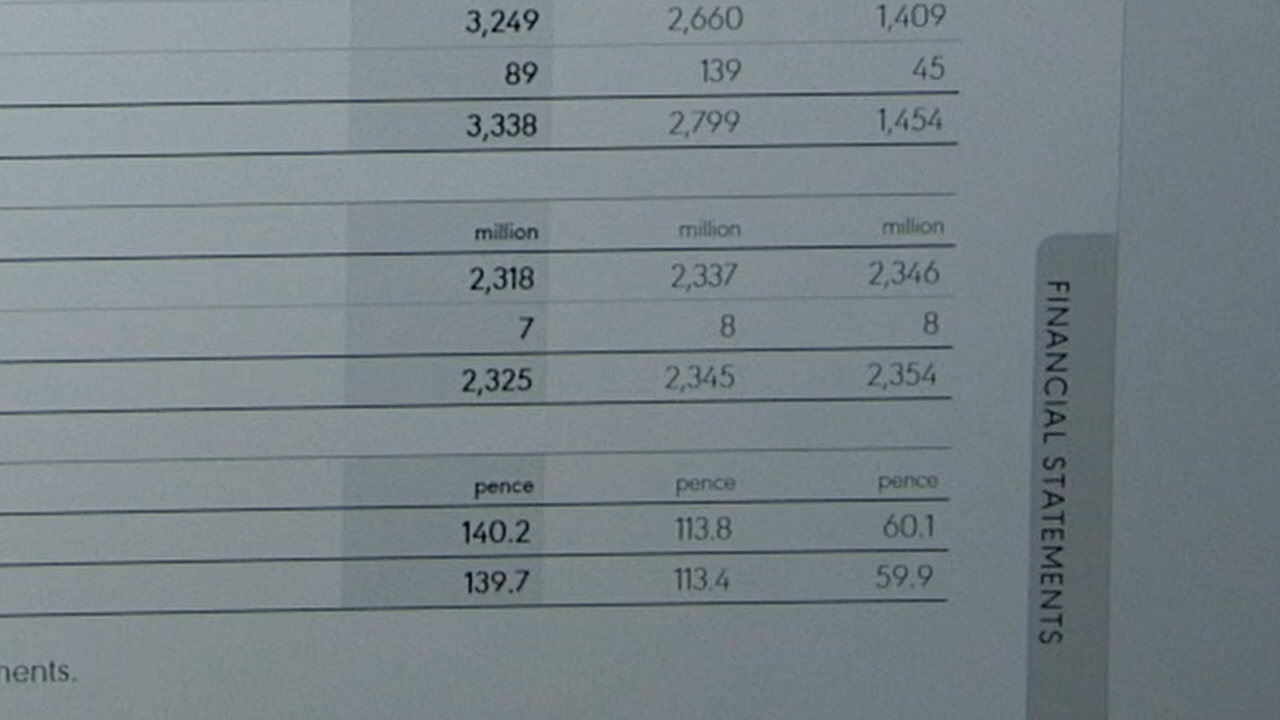 3,249 2,660 1,409
89 139 45
3,338 2,799 1,454
million million million
2,318 2,337 2,346
7 8 8
2,325 2,345 2,354
pence pence pence
140.2 113.8 60.1
139.7 113.4 59.9
FINANCIAL STATEMENTS